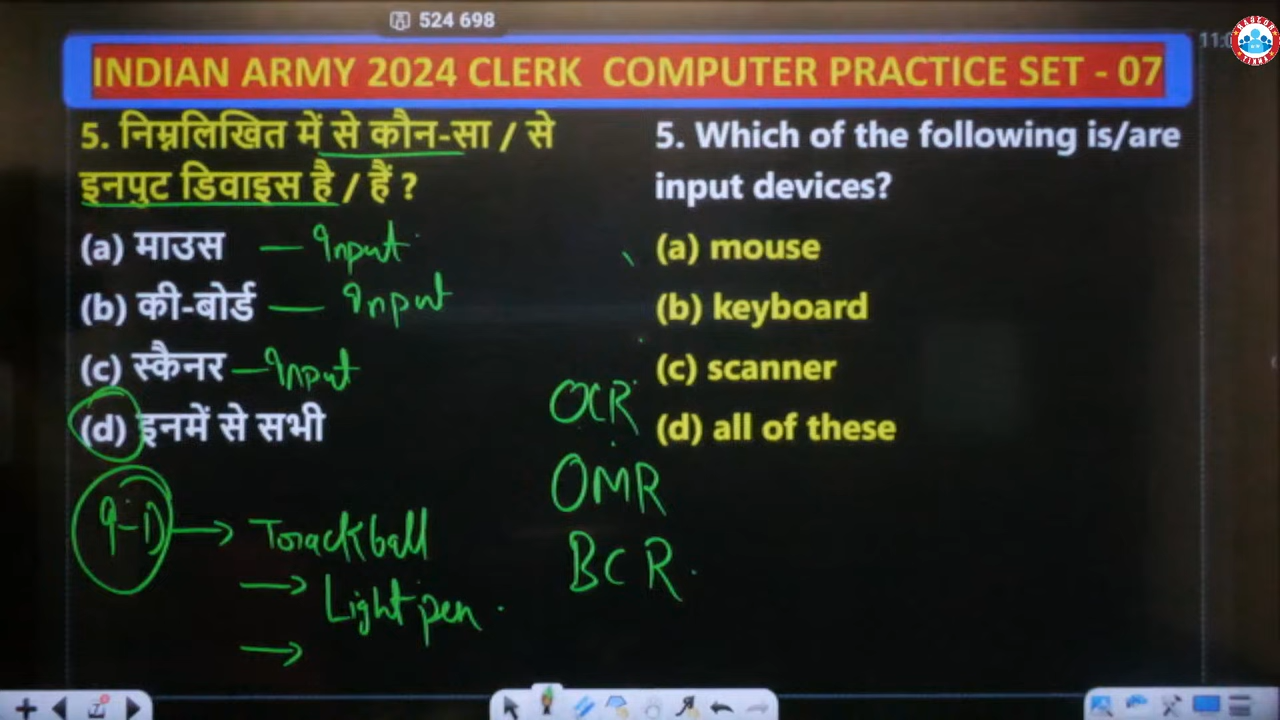 524 698
11:0
INDIAN ARMY 2024 CLERK COMPUTER PRACTICE SET - 07
5. निम्नलिखित में से कौन-सा / से
इनपुट डिवाइस है / हैं ?
(a) माउस — Input
(b) की-बोर्ड — Input
(c) स्कैनर — Input
(d) इनमें से सभी
I-D → Trackball
→ Light pen
→
5. Which of the following is/are
input devices?
(a) mouse
(b) keyboard
(c) scanner
(d) all of these
OCR
OMR
BCR